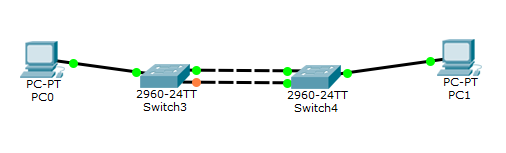 PC-PT
PC0
2960-24TT
Switch3
2960-24TT
Switch4
PC-PT
PC1